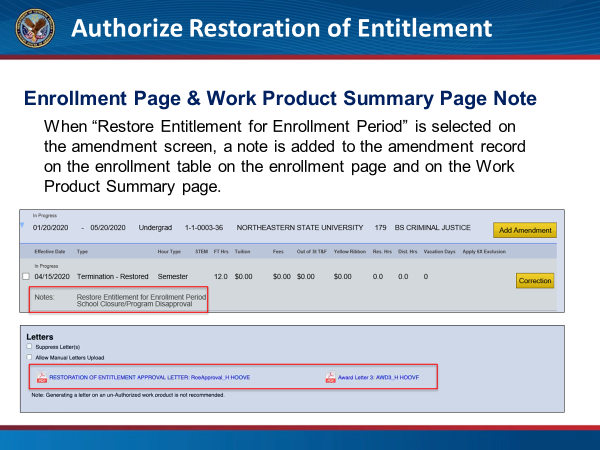 Authorize Restoration of Entitlement
Enrollment Page & Work Product Summary Page Note
When “Restore Entitlement for Enrollment Period” is selected on
the amendment screen, a note is added to the amendment record
on the enrollment table on the enrollment page and on the Work
Product Summary page.
In Progress
01/20/2020 - 05/20/2020 Undergrad 1-1-0003-36 NORTHEASTERN STATE UNIVERSITY 179 BS CRIMINAL JUSTICE Add Amendment
Effective Date Type Hour Type STEM FT Hrs Tuition Fees Out of St T&F Yellow Ribbon Res. Hrs Dist. Hrs Vacation Days Apply SX Exclusion
In Progress
04/15/2020 Termination - Restored Semester 12.0 $0.00 $0.00 $0.00 $0.00 0.0 0.0 0 Correction
Notes: Restore Entitlement for Enrollment Period
School Closure/Program Disapproval
Letters
Suppress Letter(s)
Allow Manual Letters Upload
RESTORATION OF ENTITLEMENT APPROVAL LETTER: RoeApproval_H HOOVE Award Letter 3: AWD3_H HOOVF
Note: Generating a letter on an un-Authorized work product is not recommended.